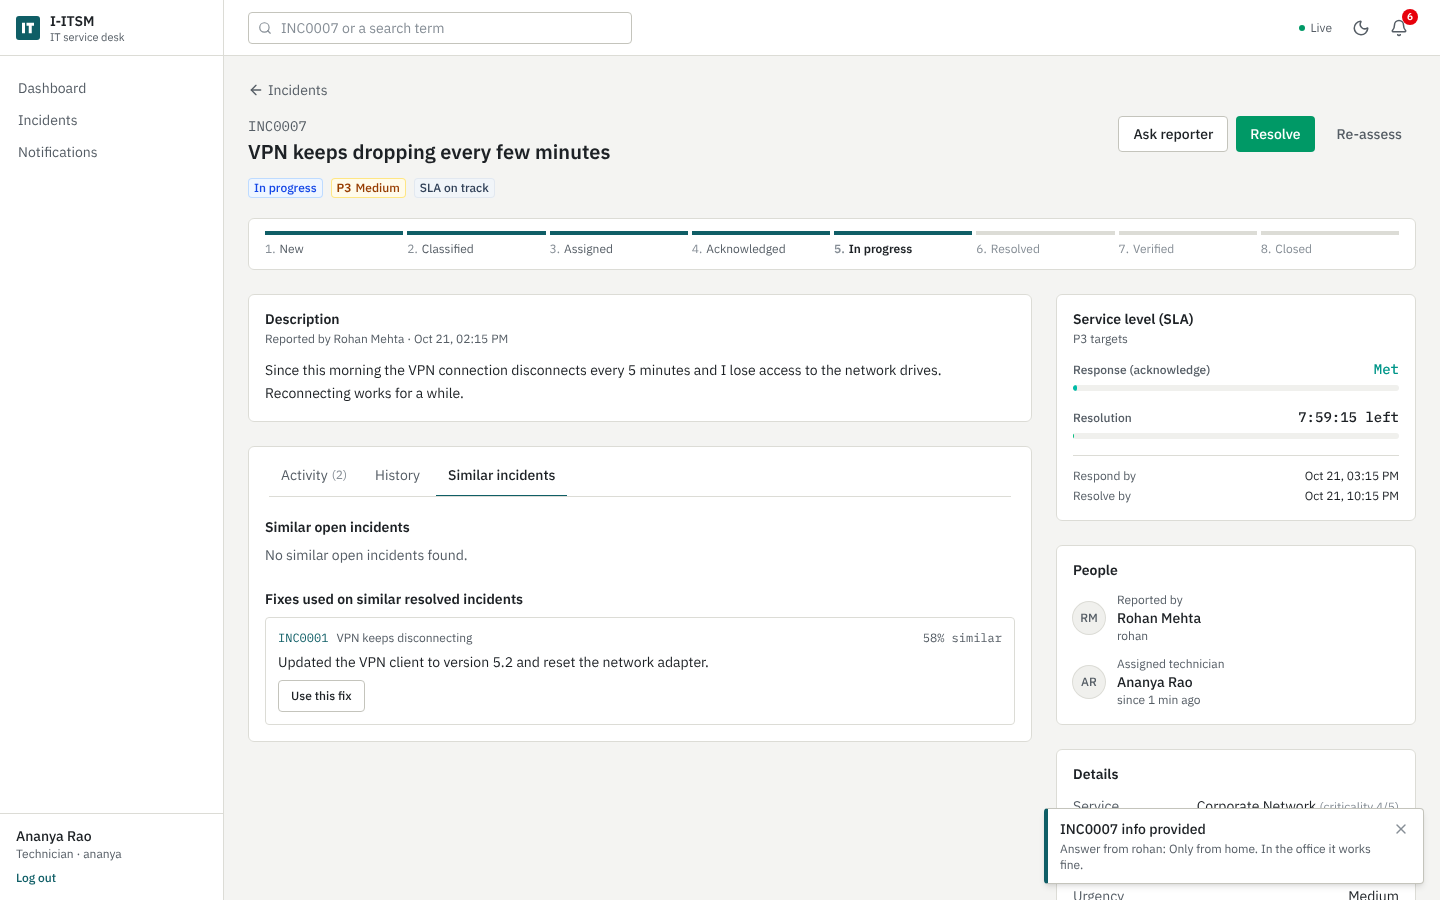 IT
I-ITSM
IT service desk
INC0007 or a search term
Live
6
Dashboard
Incidents
Notifications
Incidents
INC0007
VPN keeps dropping every few minutes
Ask reporter
Resolve
Re-assess
In progress
P3 Medium
SLA on track
1. New
2. Classified
3. Assigned
4. Acknowledged
5. In progress
6. Resolved
7. Verified
8. Closed
Description
Reported by Rohan Mehta · Oct 21, 02:15 PM
Since this morning the VPN connection disconnects every 5 minutes and I lose access to the network drives.
Reconnecting works for a while.
Activity (2)
History
Similar incidents
Similar open incidents
No similar open incidents found.
Fixes used on similar resolved incidents
INC0001 VPN keeps disconnecting
58% similar
Updated the VPN client to version 5.2 and reset the network adapter.
Use this fix
Service level (SLA)
P3 targets
Response (acknowledge)
Met
Resolution
7:59:15 left
Respond by
Oct 21, 03:15 PM
Resolve by
Oct 21, 10:15 PM
People
RM
Reported by
Rohan Mehta
rohan
AR
Assigned technician
Ananya Rao
since 1 min ago
Details
Service
Corporate Network (criticality 4/5)
INC0007 info provided
Answer from rohan: Only from home. In the office it works
fine.
Urgency
Medium
Ananya Rao
Technician · ananya
Log out